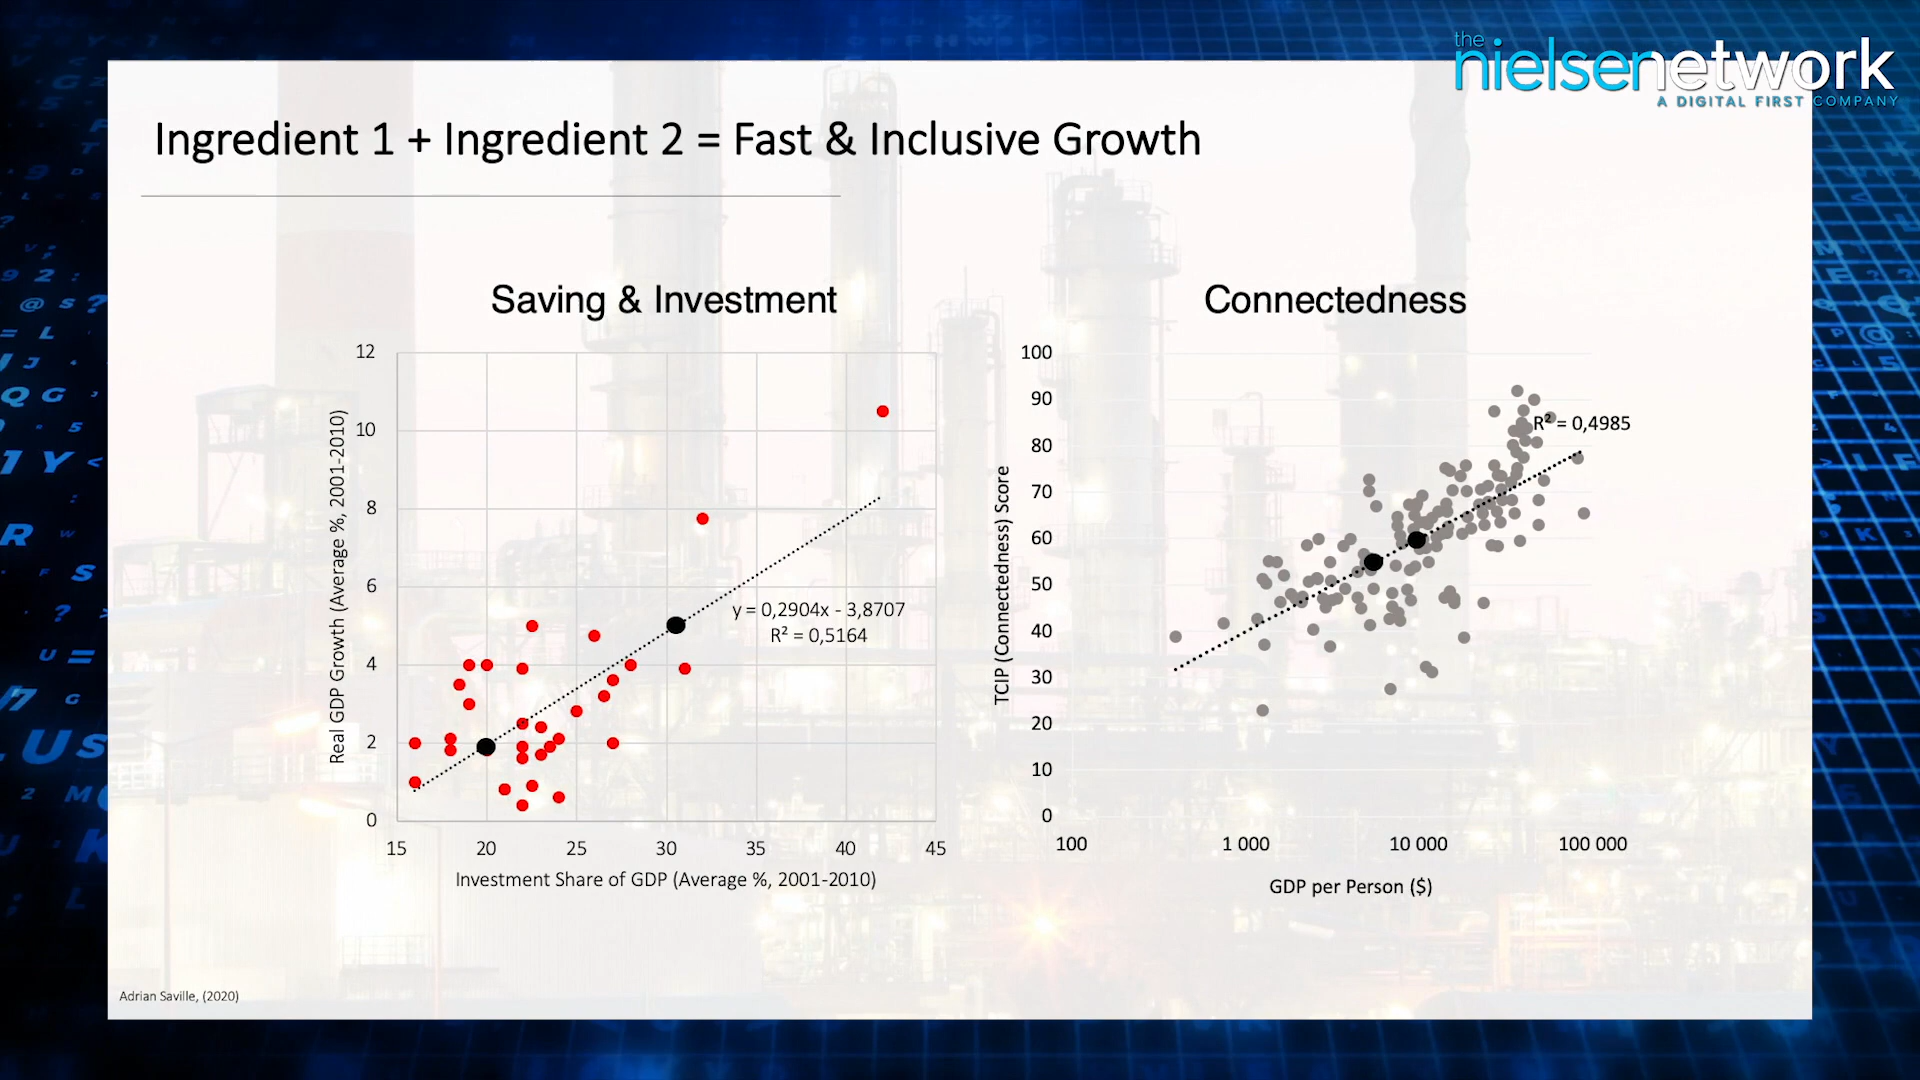 the
nielsenetwork
A DIGITAL FIRST COMPANY
Ingredient 1 + Ingredient 2 = Fast & Inclusive Growth
Saving & Investment
12
10
8
6
4
2
0
Real GDP Growth (Average %, 2001-2010)
y = 0,2904x - 3,8707
R² = 0,5164
15 20 25 30 35 40 45
Investment Share of GDP (Average %, 2001-2010)
Connectedness
100
90
80
70
60
50
40
30
20
10
0
TCIP (Connectedness) Score
R² = 0,4985
100 1 000 10 000 100 000
GDP per Person ($)
Adrian Saville, (2020)